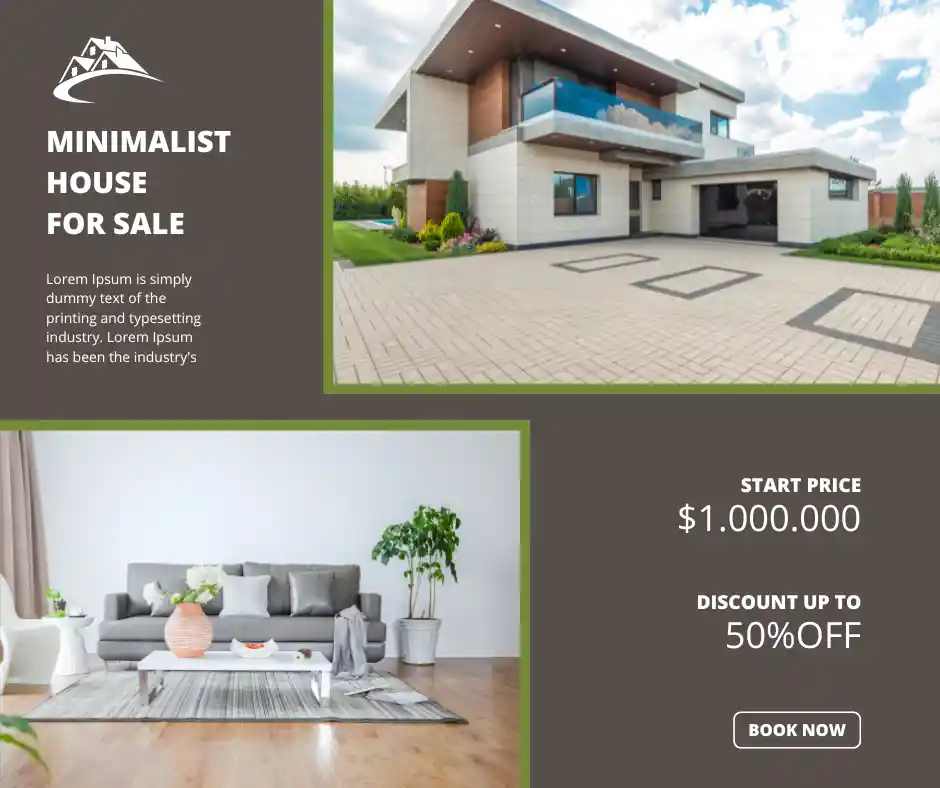 MINIMALIST
HOUSE
FOR SALE
Lorem Ipsum is simply
dummy text of the
printing and typesetting
industry. Lorem Ipsum
has been the industry's
START PRICE
$1.000.000
DISCOUNT UP TO
50%OFF
BOOK NOW